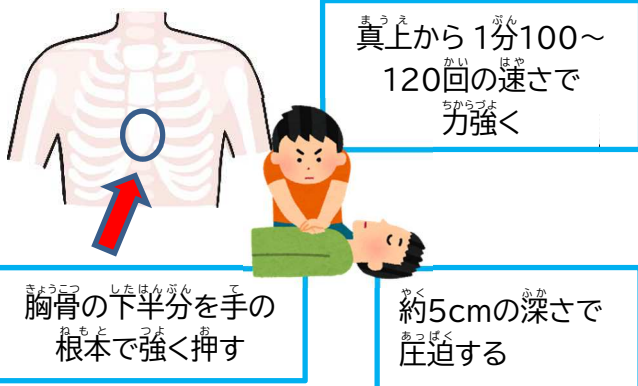 真上から1分100～
120回の速さで
力強く
胸骨の下半分を手の
根本で強く押す
約5cmの深さで
圧迫する